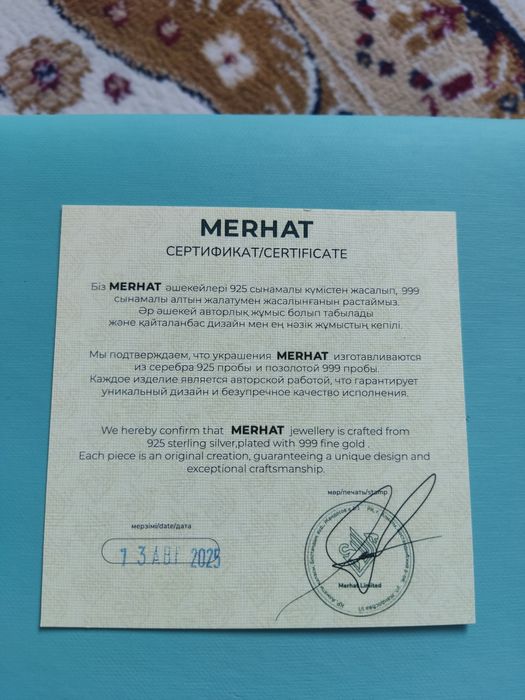 MERHAT
СЕРТИФИКАТ/CERTIFICATE
Біз MERHAT әшекейлері 925 сынамалы күмістен жасалып, 999
сынамалы алтын жалатумен жасалынғанын растаймыз.
Әр әшекей авторлық жұмыс болып табылады
және қайталанбас дизайн мен ең нәзік жұмыстың кепілі.
Мы подтверждаем, что украшения MERHAT изготавливаются
из серебра 925 пробы и позолотой 999 пробы.
Каждое изделие является авторской работой, что гарантирует
уникальный дизайн и безупречное качество исполнения.
We hereby confirm that MERHAT jewellery is crafted from
925 sterling silver,plated with 999 fine gold .
Each piece is an original creation, guaranteeing a unique design and
exceptional craftsmanship.
мөр/печать/stamp
мерзімі/date/дата
13 АВГ 2025
Merhat Limited